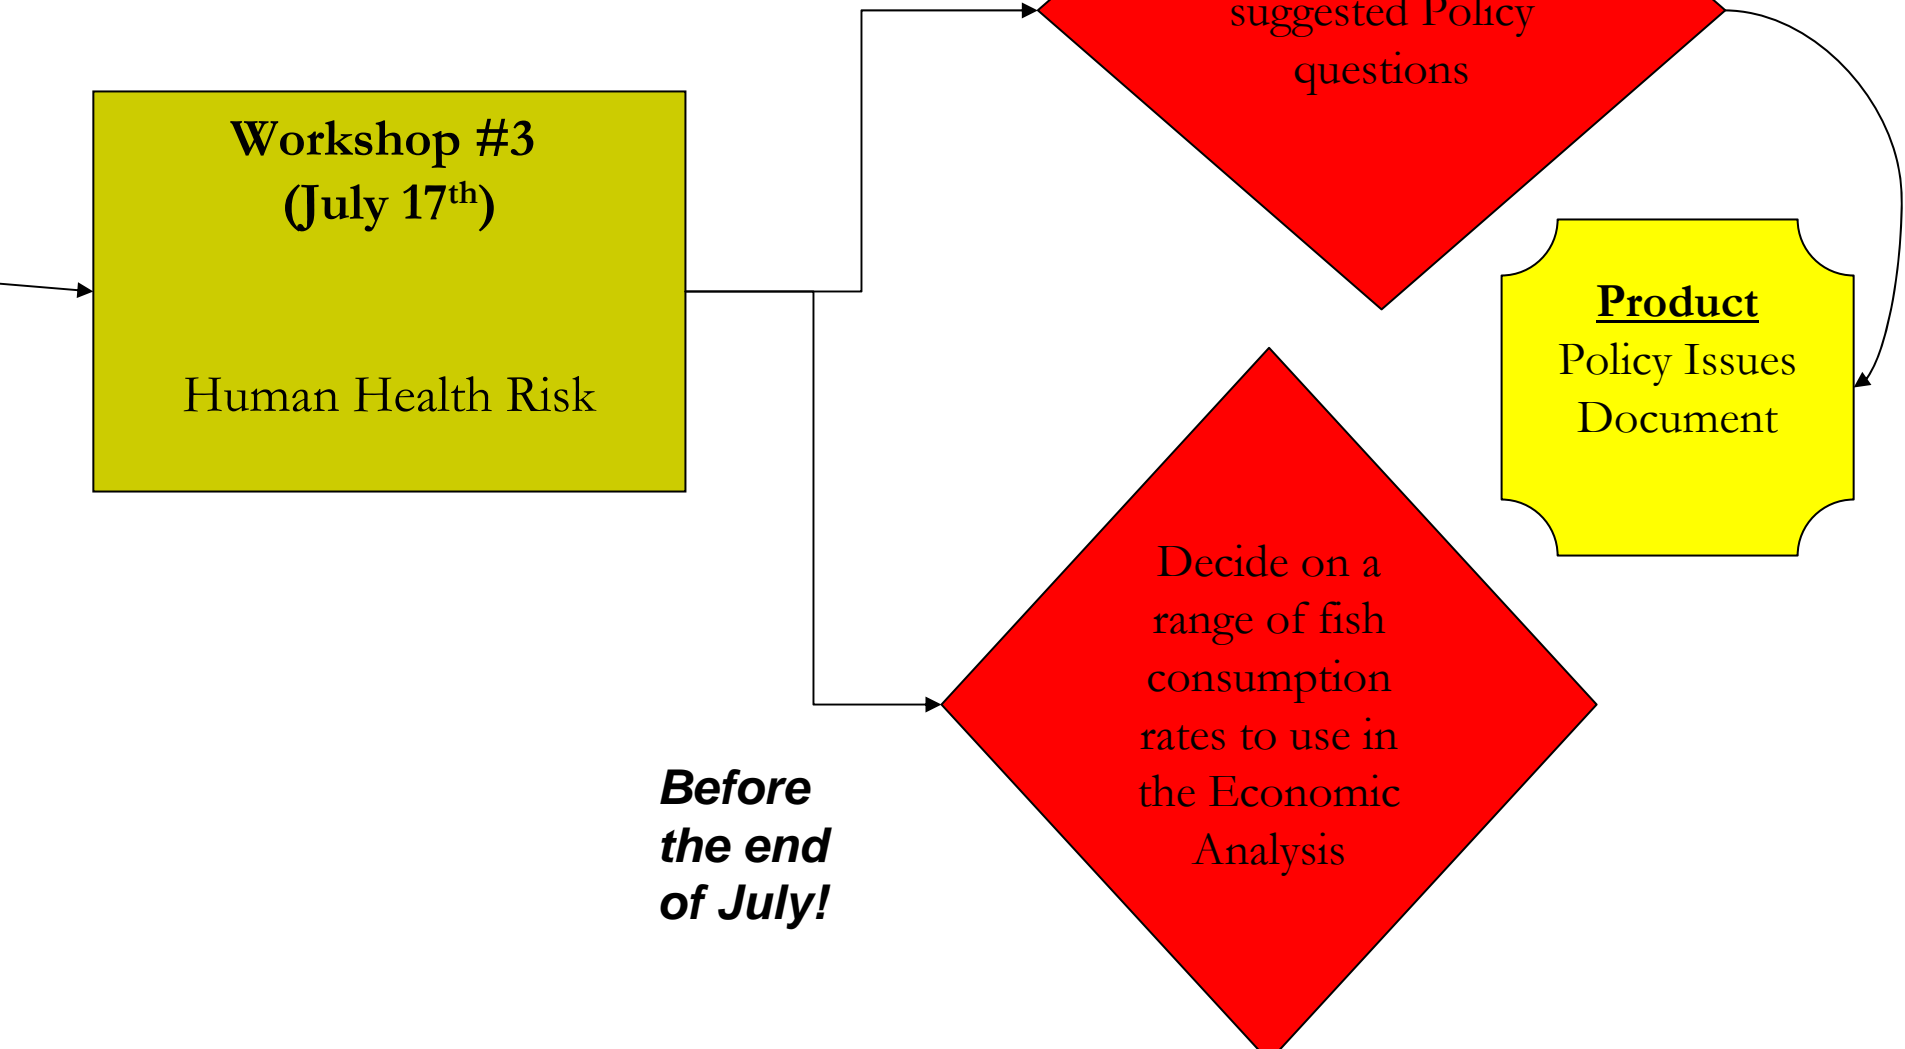 suggested Policy
questions
Workshop #3
(July 17th)
Human Health Risk
Product
Policy Issues
Document
Decide on a
range of fish
consumption
rates to use in
the Economic
Analysis
Before
the end
of July!